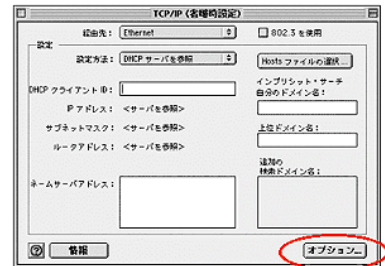 TCP/IP (名称未設定)
経由先: Ethernet
802.3 を使用
設定
設定方法: DHCP サーバを参照
Hosts ファイルの選択...
DHCP クライアント ID:
インプリシット・サーチ
自分のドメイン名:
IP アドレス: <サーバを参照>
サブネットマスク: <サーバを参照>
上位ドメイン名:
ルータアドレス: <サーバを参照>
追加の
検索ドメイン名:
ネームサーバアドレス:
?
情報
オプション...